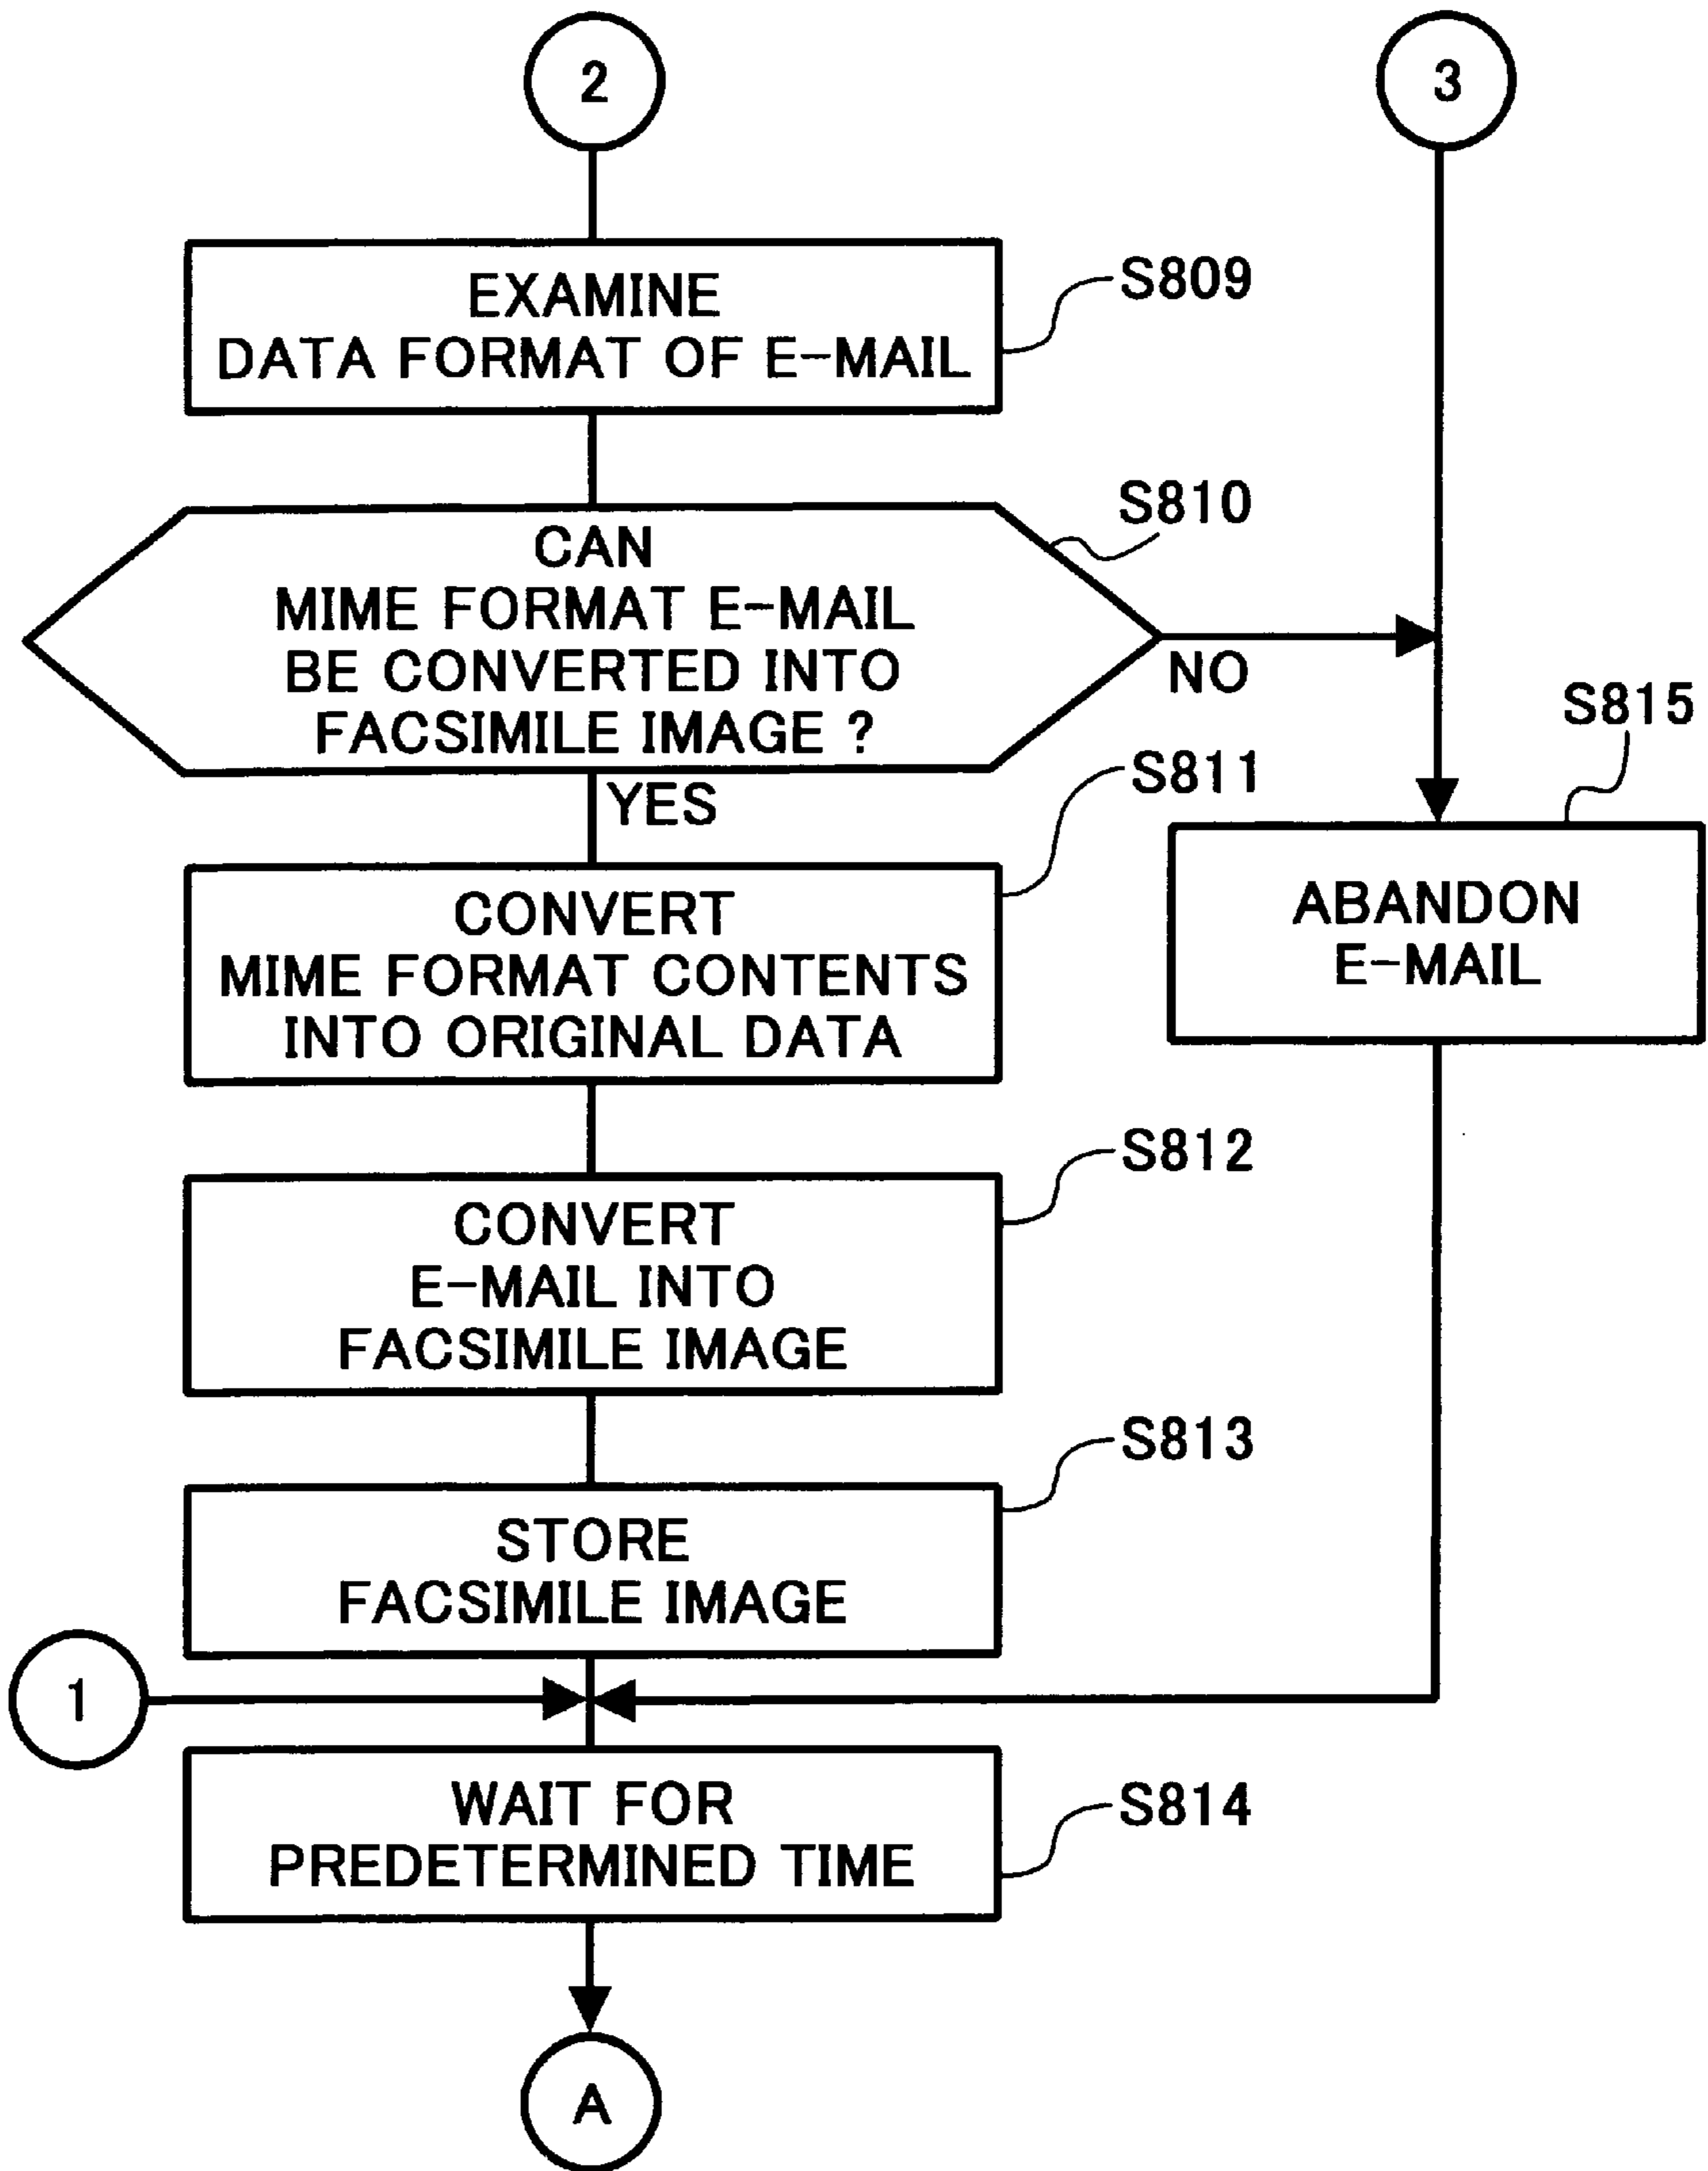 2
3
EXAMINE
DATA FORMAT OF E-MAIL
S809
CAN
MIME FORMAT E-MAIL
BE CONVERTED INTO
FACSIMILE IMAGE ?
S810
NO
YES
S815
ABANDON
E-MAIL
CONVERT
MIME FORMAT CONTENTS
INTO ORIGINAL DATA
S811
CONVERT
E-MAIL INTO
FACSIMILE IMAGE
S812
STORE
FACSIMILE IMAGE
S813
1
WAIT FOR
PREDETERMINED TIME
S814
A